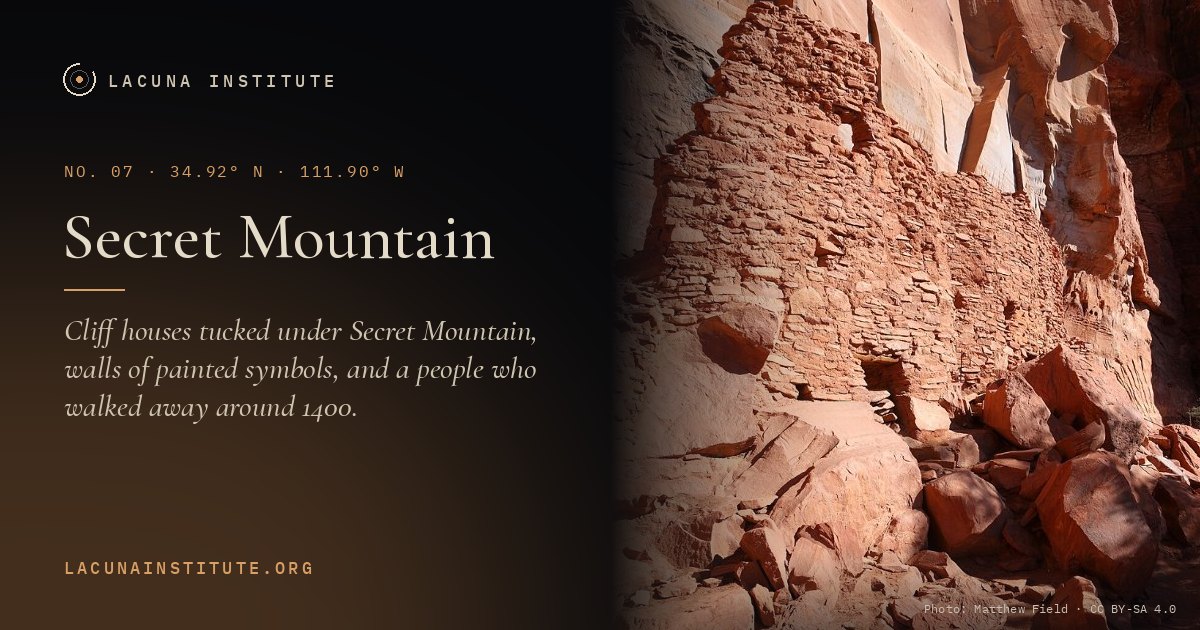 LACUNA INSTITUTE
NO. 07 · 34.92° N · 111.90° W
Secret Mountain
Cliff houses tucked under Secret Mountain,
walls of painted symbols, and a people who
walked away around 1400.
LACUNAINSTITUTE.ORG
Photo: Matthew Field · CC BY-SA 4.0